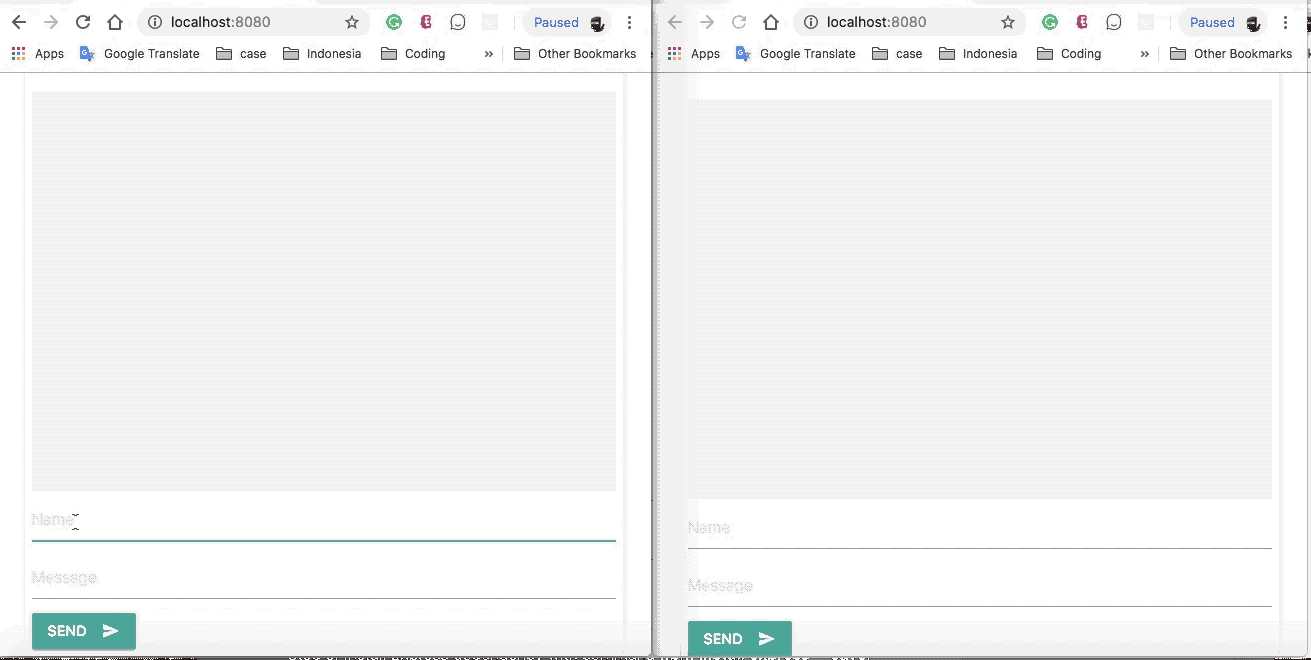 localhost:8080 Paused
Apps Google Translate case Indonesia Coding » Other Bookmarks
Name
Message
SEND
localhost:8080 Paused
Apps Google Translate case Indonesia Coding » Other Bookmarks
Name
Message
SEND